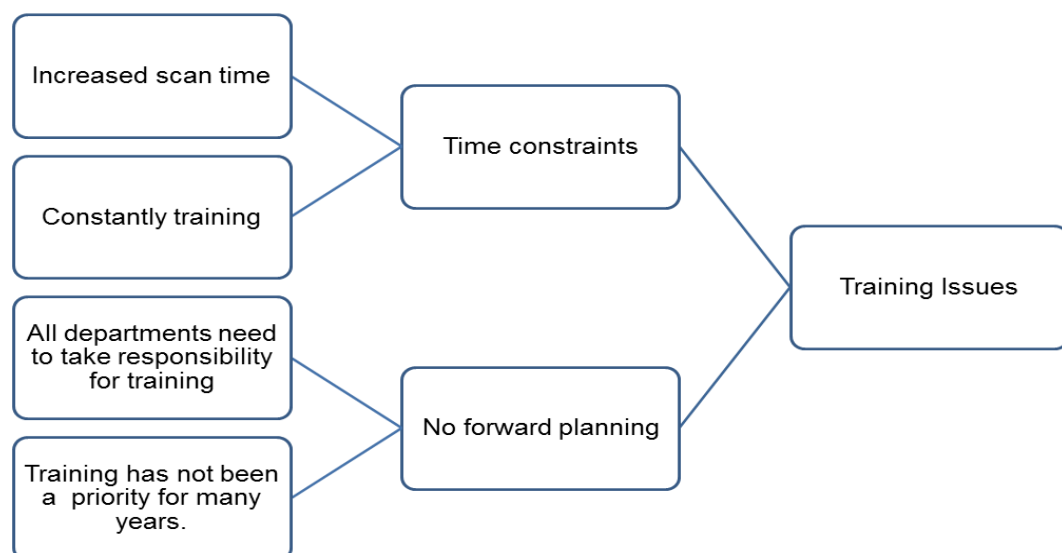 Increased scan time
Time constraints
Constantly training
Training Issues
All departments need
to take responsibility
for training
No forward planning
Training has not been
a priority for many
years.